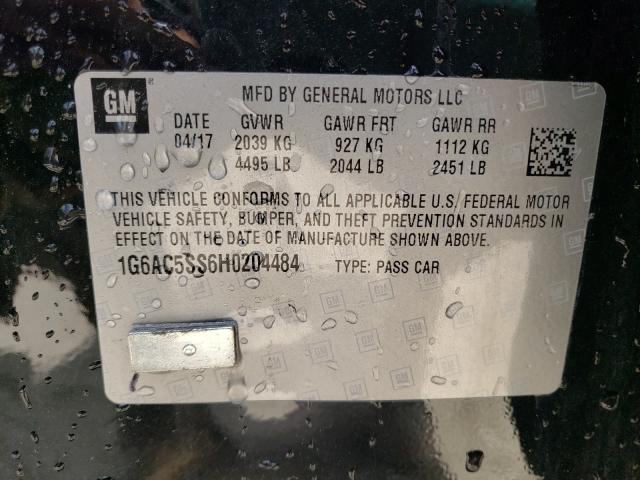 GM
MFD BY GENERAL MOTORS LLC
DATE GVWR GAWR FRT GAWR RR
04/17 2039 KG 927 KG 1112 KG
4495 LB 2044 LB 2451 LB
THIS VEHICLE CONFORMS TO ALL APPLICABLE U.S. FEDERAL MOTOR
VEHICLE SAFETY, BUMPER, AND THEFT PREVENTION STANDARDS IN
EFFECT ON THE DATE OF MANUFACTURE SHOWN ABOVE.
1G6AC5SS6H0204484 TYPE: PASS CAR